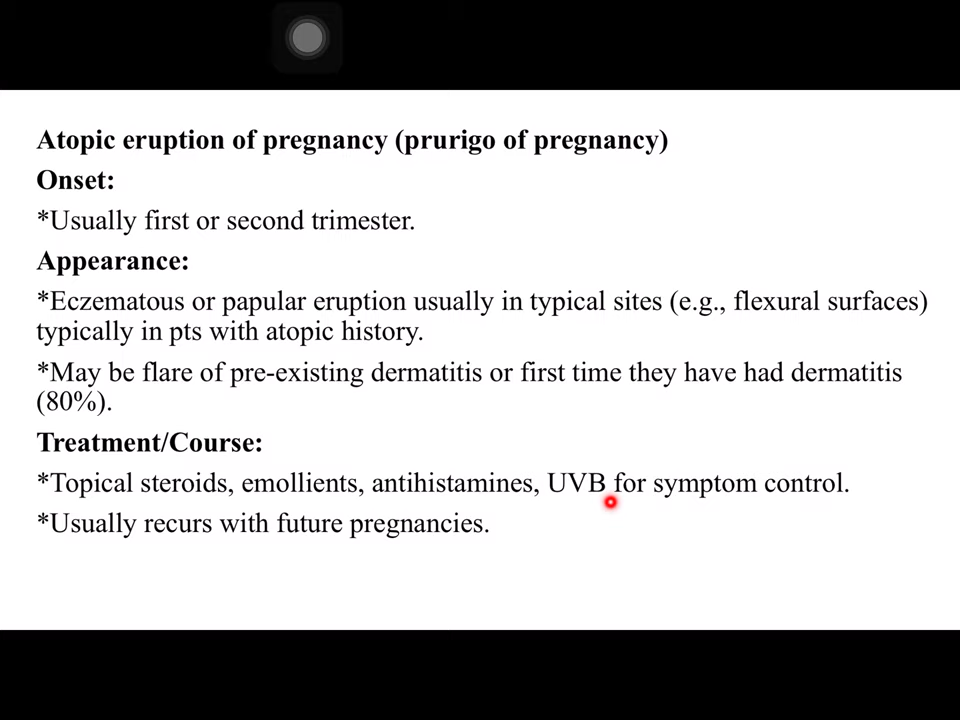 Atopic eruption of pregnancy (prurigo of pregnancy)
Onset:
*Usually first or second trimester.
Appearance:
*Eczematous or papular eruption usually in typical sites (e.g., flexural surfaces)
typically in pts with atopic history.
*May be flare of pre-existing dermatitis or first time they have had dermatitis
(80%).
Treatment/Course:
*Topical steroids, emollients, antihistamines, UVB for symptom control.
*Usually recurs with future pregnancies.